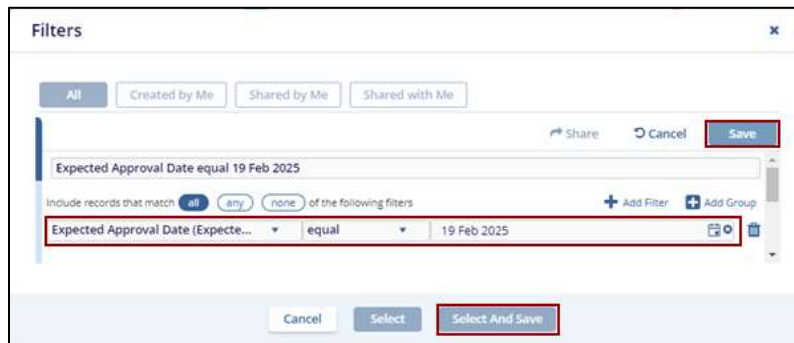 Filters
All Created by Me Shared by Me Shared with Me
Share Cancel Save
Expected Approval Date equal 19 Feb 2025
Include records that match all any none of the following filters Add Filter Add Group
Expected Approval Date (Expecte... equal 19 Feb 2025
Cancel Select Select And Save